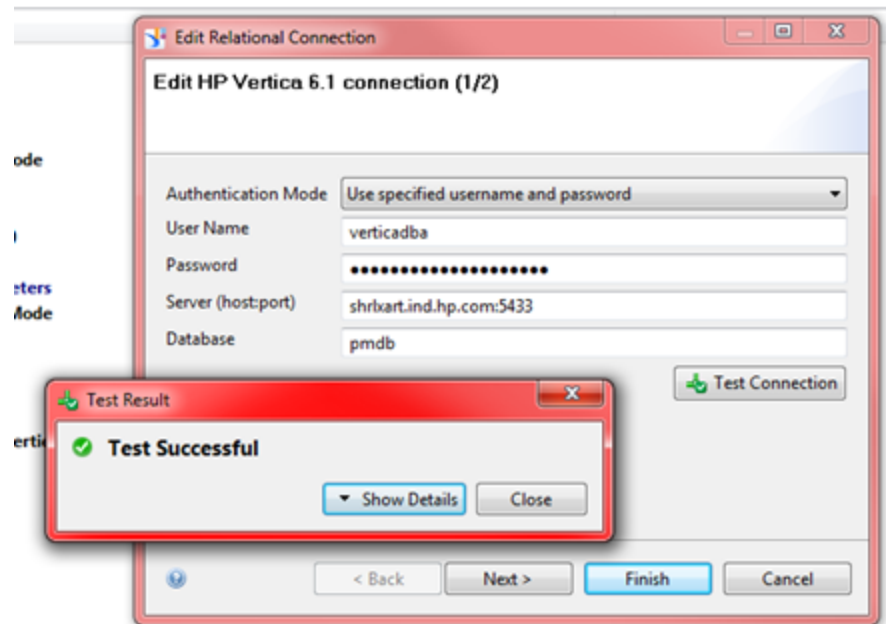 Edit Relational Connection
Edit HP Vertica 6.1 connection (1/2)
ode
Authentication Mode Use specified username and password
User Name verticadba
Password ••••••••••••••••••••
eters
Server (host:port) shrlxart.ind.hp.com:5433
Mode
Database pmdb
Test Connection
Test Result
Test Successful
Show Details Close
< Back Next > Finish Cancel